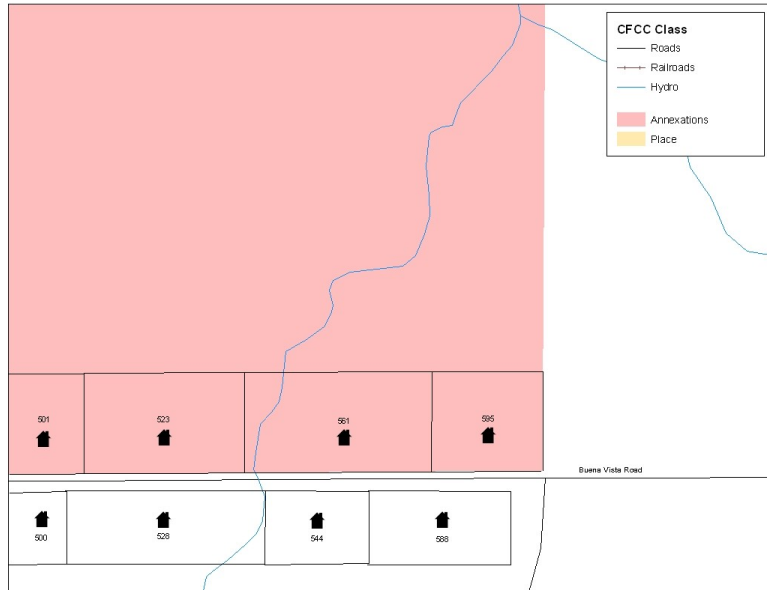 CFCC Class
Roads
Railroads
Hydro
Annexations
Place
501
523
561
595
Buena Vista Road
500
528
544
588